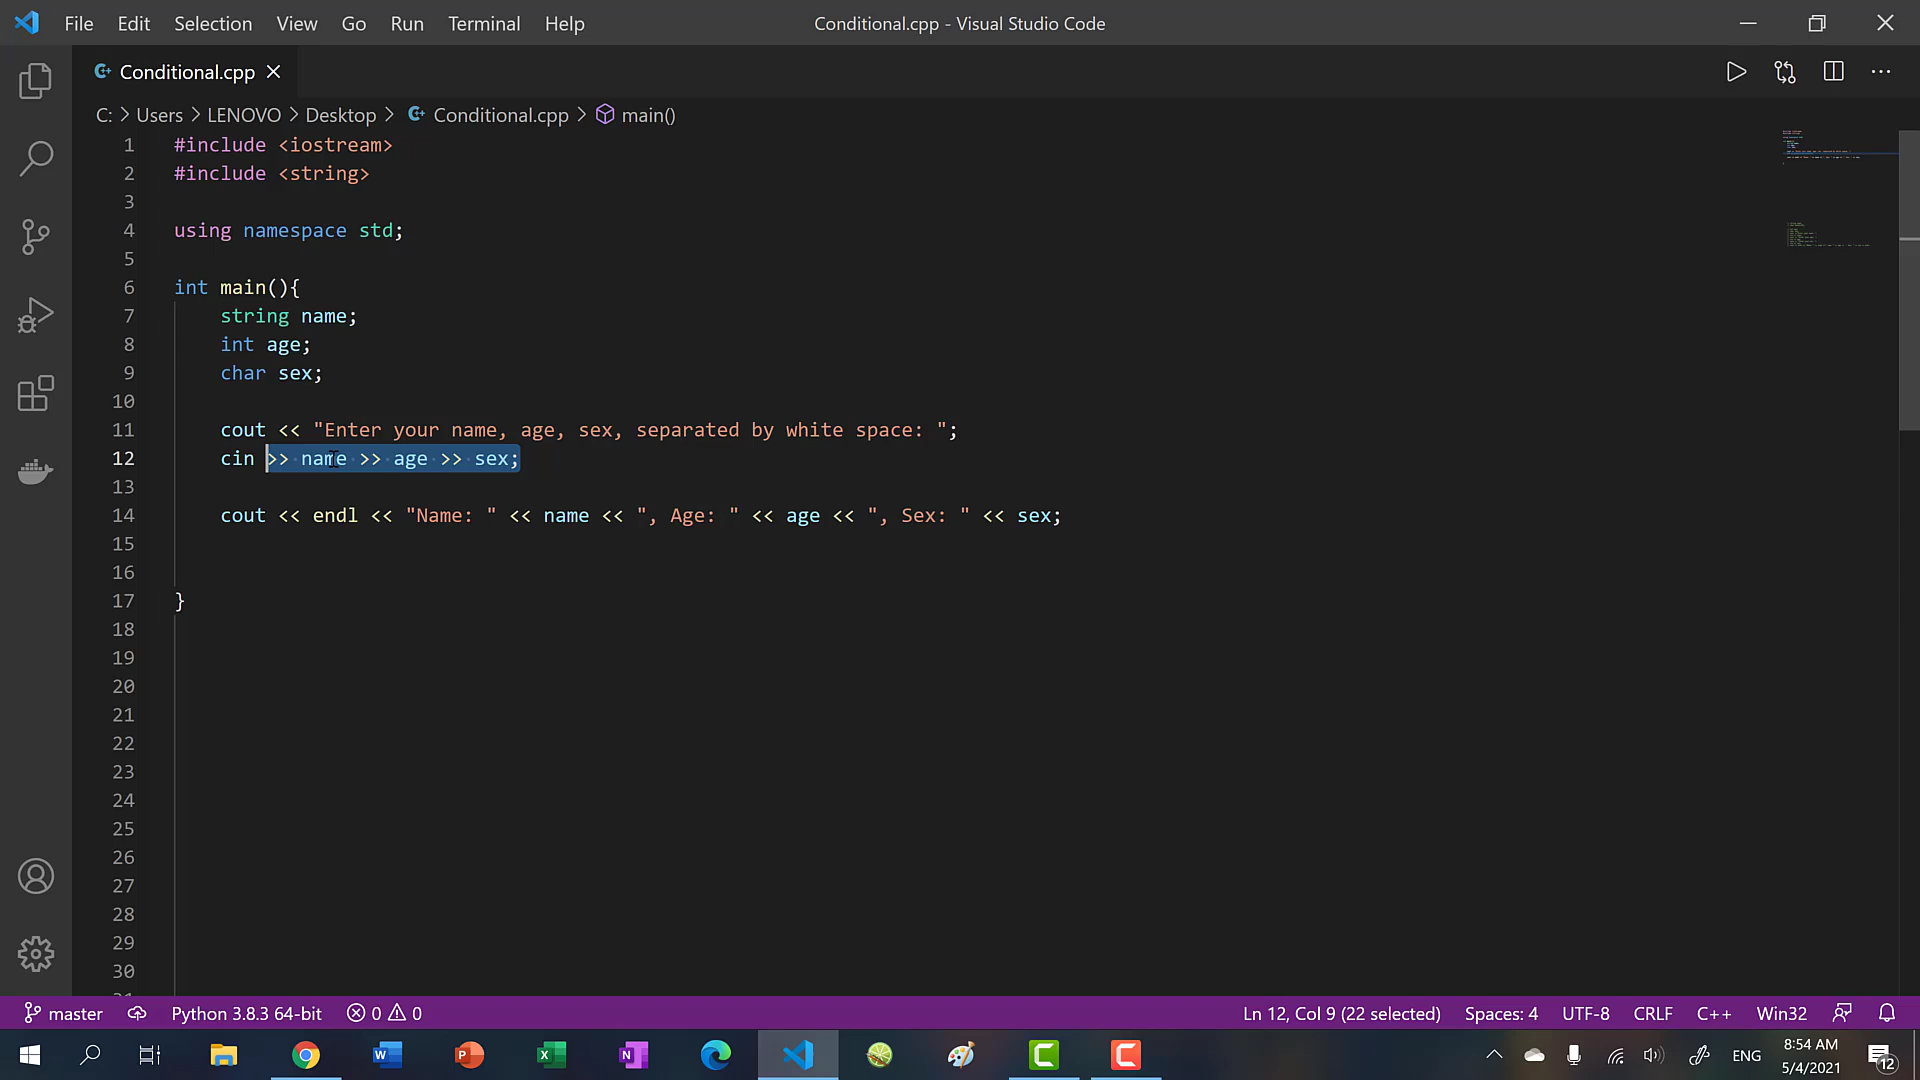 File Edit Selection View Go Run Terminal Help Conditional.cpp - Visual Studio Code
Conditional.cpp
C: > Users > LENOVO > Desktop > Conditional.cpp > main()
1 #include <iostream>
2 #include <string>
3
4 using namespace std;
5
6 int main(){
7 string name;
8 int age;
9 char sex;
10
11 cout << "Enter your name, age, sex, separated by white space: ";
12 cin >> name >> age >> sex;
13
14 cout << endl << "Name: " << name << ", Age: " << age << ", Sex: " << sex;
15
16
17 }
18
19
20
21
22
23
24
25
26
27
28
29
30
master Python 3.8.3 64-bit 0 0 Ln 12, Col 9 (22 selected) Spaces: 4 UTF-8 CRLF C++ Win32
ENG 8:54 AM
5/4/2021 12